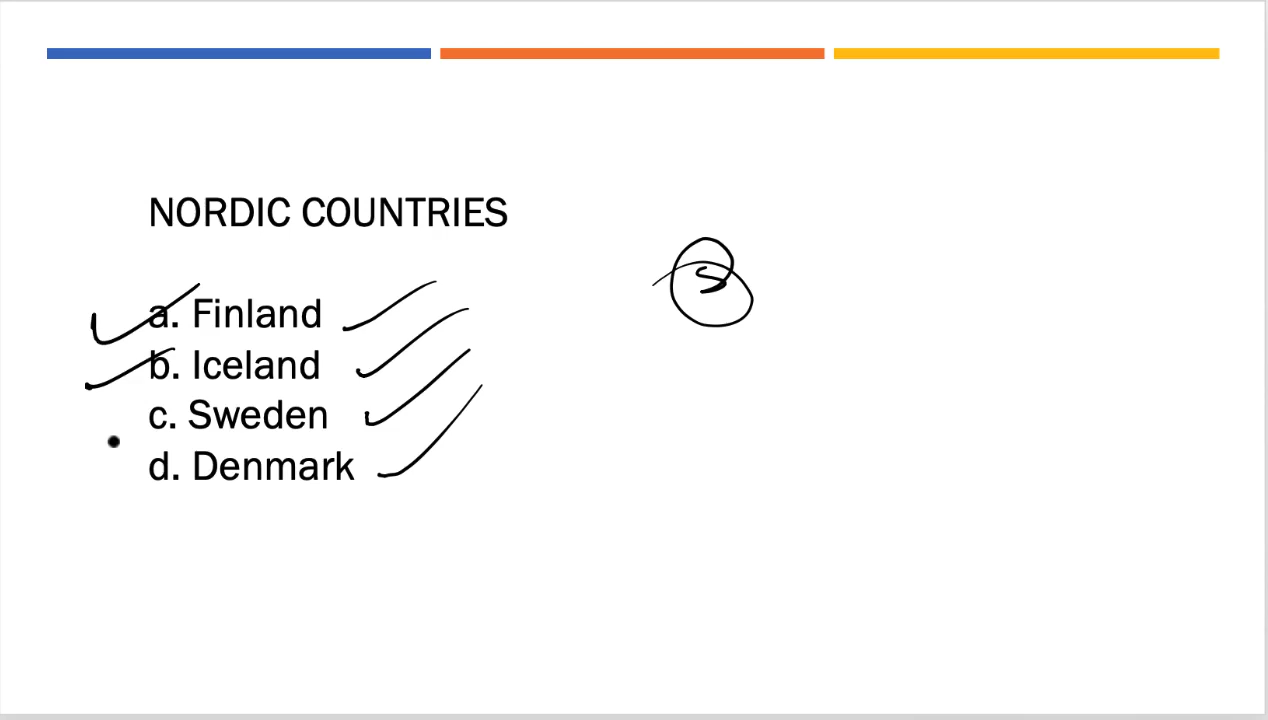 NORDIC COUNTRIES
a. Finland
b. Iceland
c. Sweden
d. Denmark